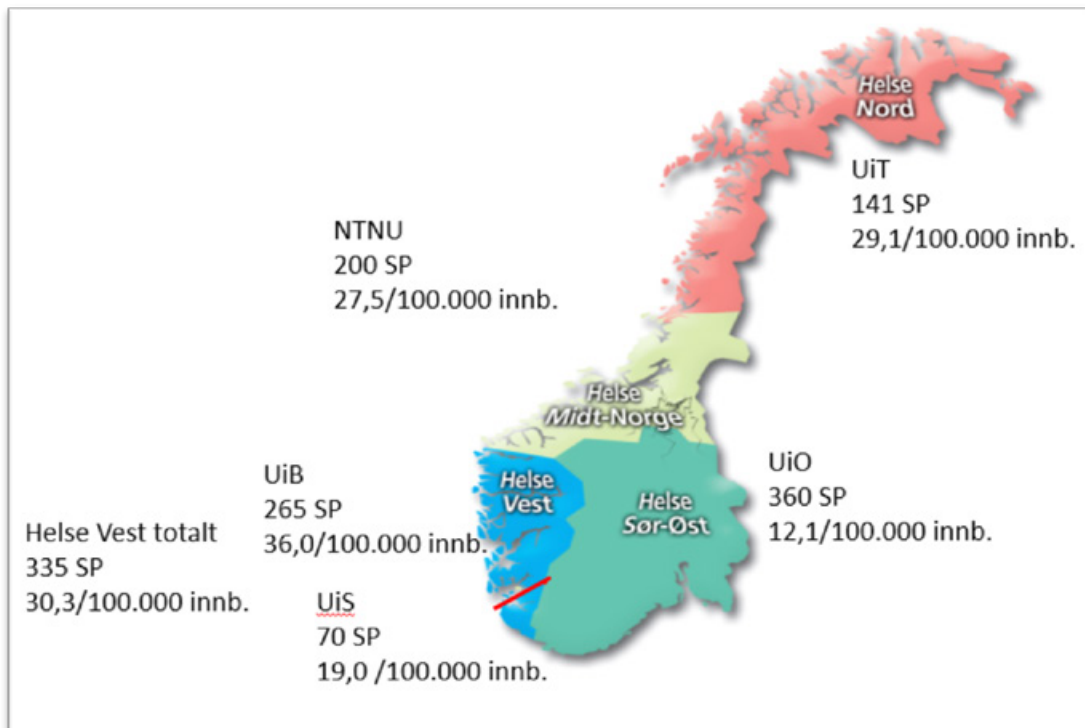 Helse
Nord
UiT
141 SP
29,1/100.000 innb.
NTNU
200 SP
27,5/100.000 innb.
Helse
Midt-Norge
UiB
265 SP
36,0/100.000 innb.
Helse
Vest
Helse
Sør-Øst
UiO
360 SP
12,1/100.000 innb.
Helse Vest totalt
335 SP
30,3/100.000 innb.
UiS
70 SP
19,0 /100.000 innb.